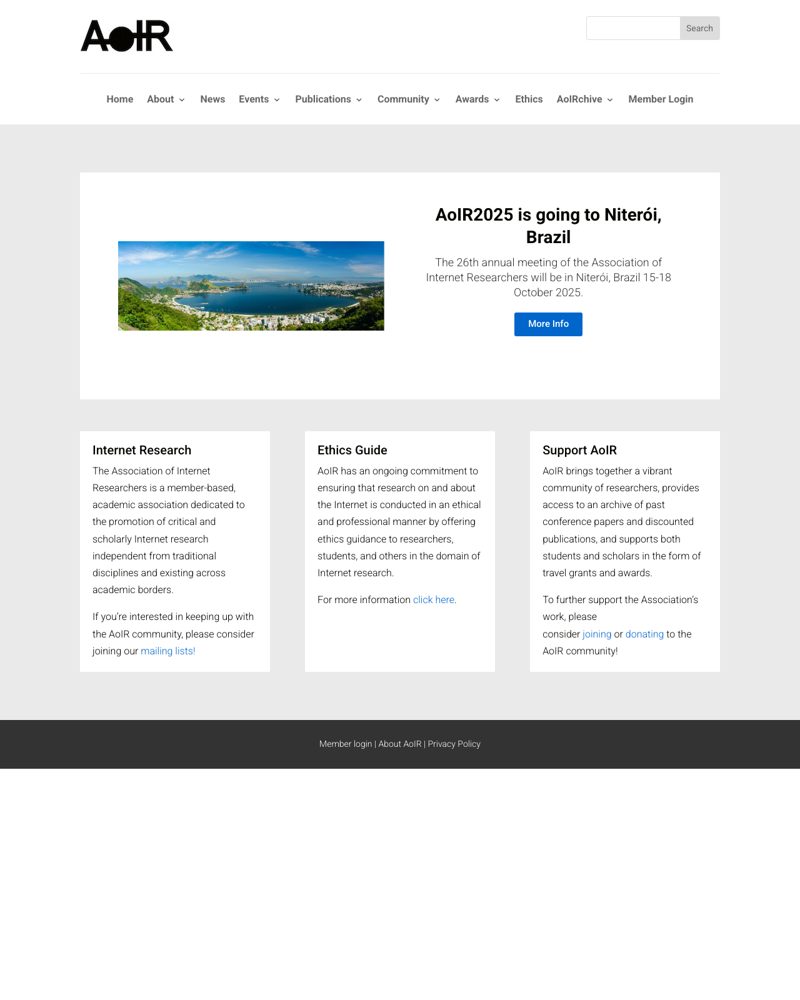 AoIR
Search
Home About News Events Publications Community Awards Ethics AoIRchive Member Login
AoIR2025 is going to Niterói,
Brazil
The 26th annual meeting of the Association of
Internet Researchers will be in Niterói, Brazil 15-18
October 2025.
More Info
Internet Research
The Association of Internet
Researchers is a member-based,
academic association dedicated to
the promotion of critical and
scholarly Internet research
independent from traditional
disciplines and existing across
academic borders.
If you're interested in keeping up with
the AoIR community, please consider
joining our mailing lists!
Ethics Guide
AoIR has an ongoing commitment to
ensuring that research on and about
the Internet is conducted in an ethical
and professional manner by offering
ethics guidance to researchers,
students, and others in the domain of
Internet research.
For more information click here.
Support AoIR
AoIR brings together a vibrant
community of researchers, provides
access to an archive of past
conference papers and discounted
publications, and supports both
students and scholars in the form of
travel grants and awards.
To further support the Association's
work, please
consider joining or donating to the
AoIR community!
Member login | About AoIR | Privacy Policy